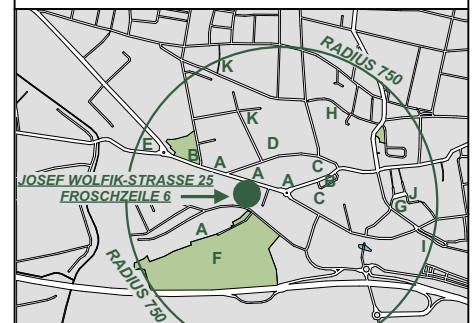 RADIUS 750
K
H
K
E
B
D
A
C
A
A
B
C
JOSEF WOLFIK-STRASSE 25
FROSCHZEILE 6
J
G
A
F
I
RADIUS 750